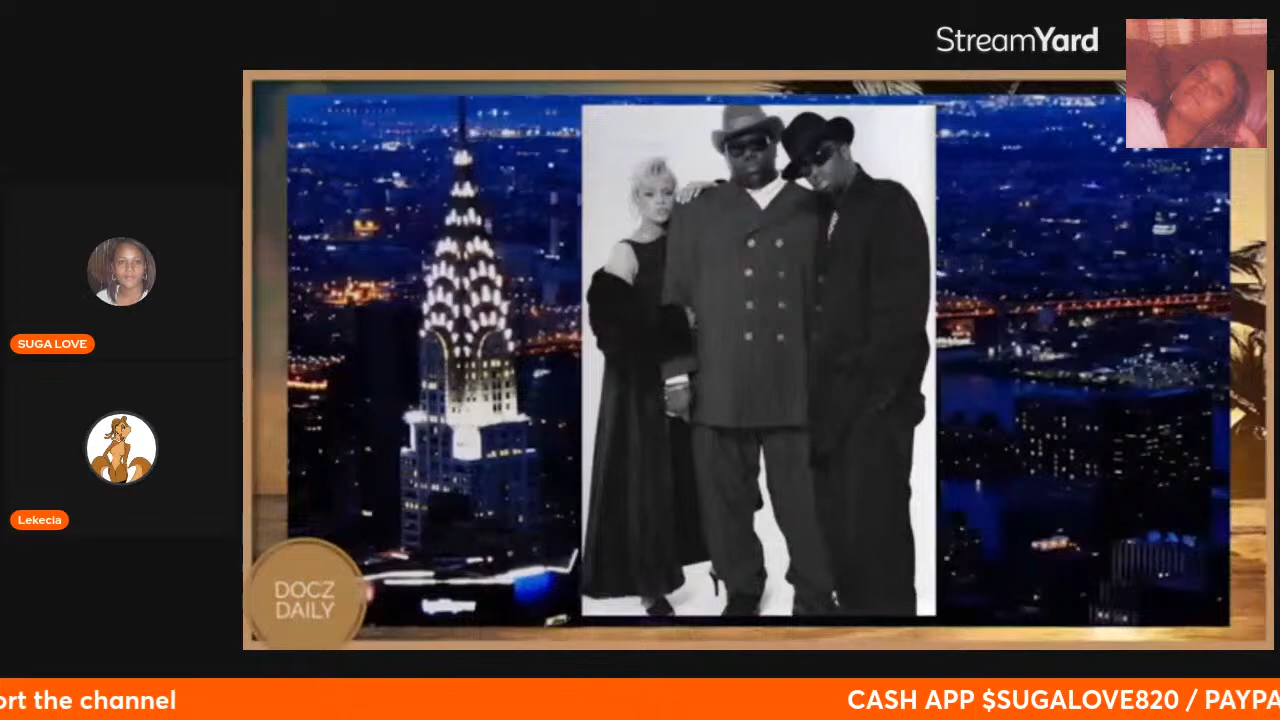 StreamYard
SUGA LOVE
Lekecia
DOCZ
DAILY
ort the channel
CASH APP $SUGALOVE820 / PAYPA